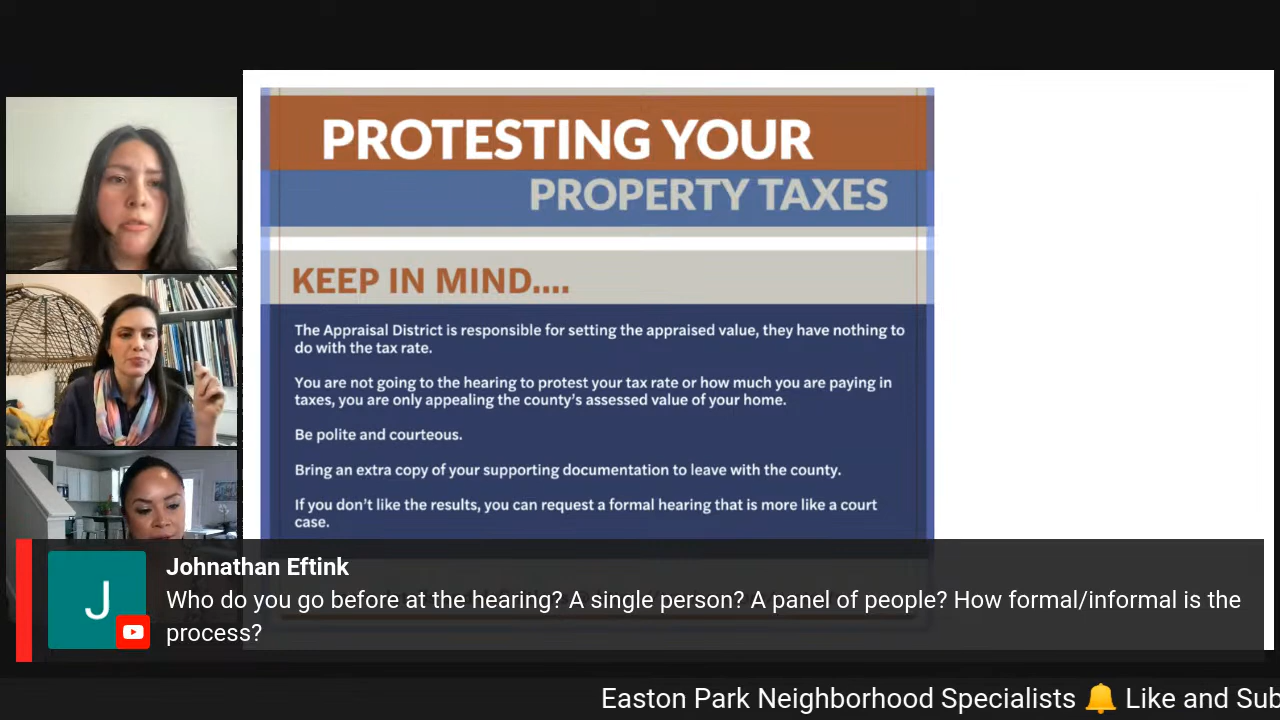 PROTESTING YOUR
PROPERTY TAXES
KEEP IN MIND....
The Appraisal District is responsible for setting the appraised value, they have nothing to
do with the tax rate.
You are not going to the hearing to protest your tax rate or how much you are paying in
taxes, you are only appealing the county's assessed value of your home.
Be polite and courteous.
Bring an extra copy of your supporting documentation to leave with the county.
If you don't like the results, you can request a formal hearing that is more like a court
case.
J
Johnathan Eftink
Who do you go before at the hearing? A single person? A panel of people? How formal/informal is the
process?
Easton Park Neighborhood Specialists 🔔 Like and Sub